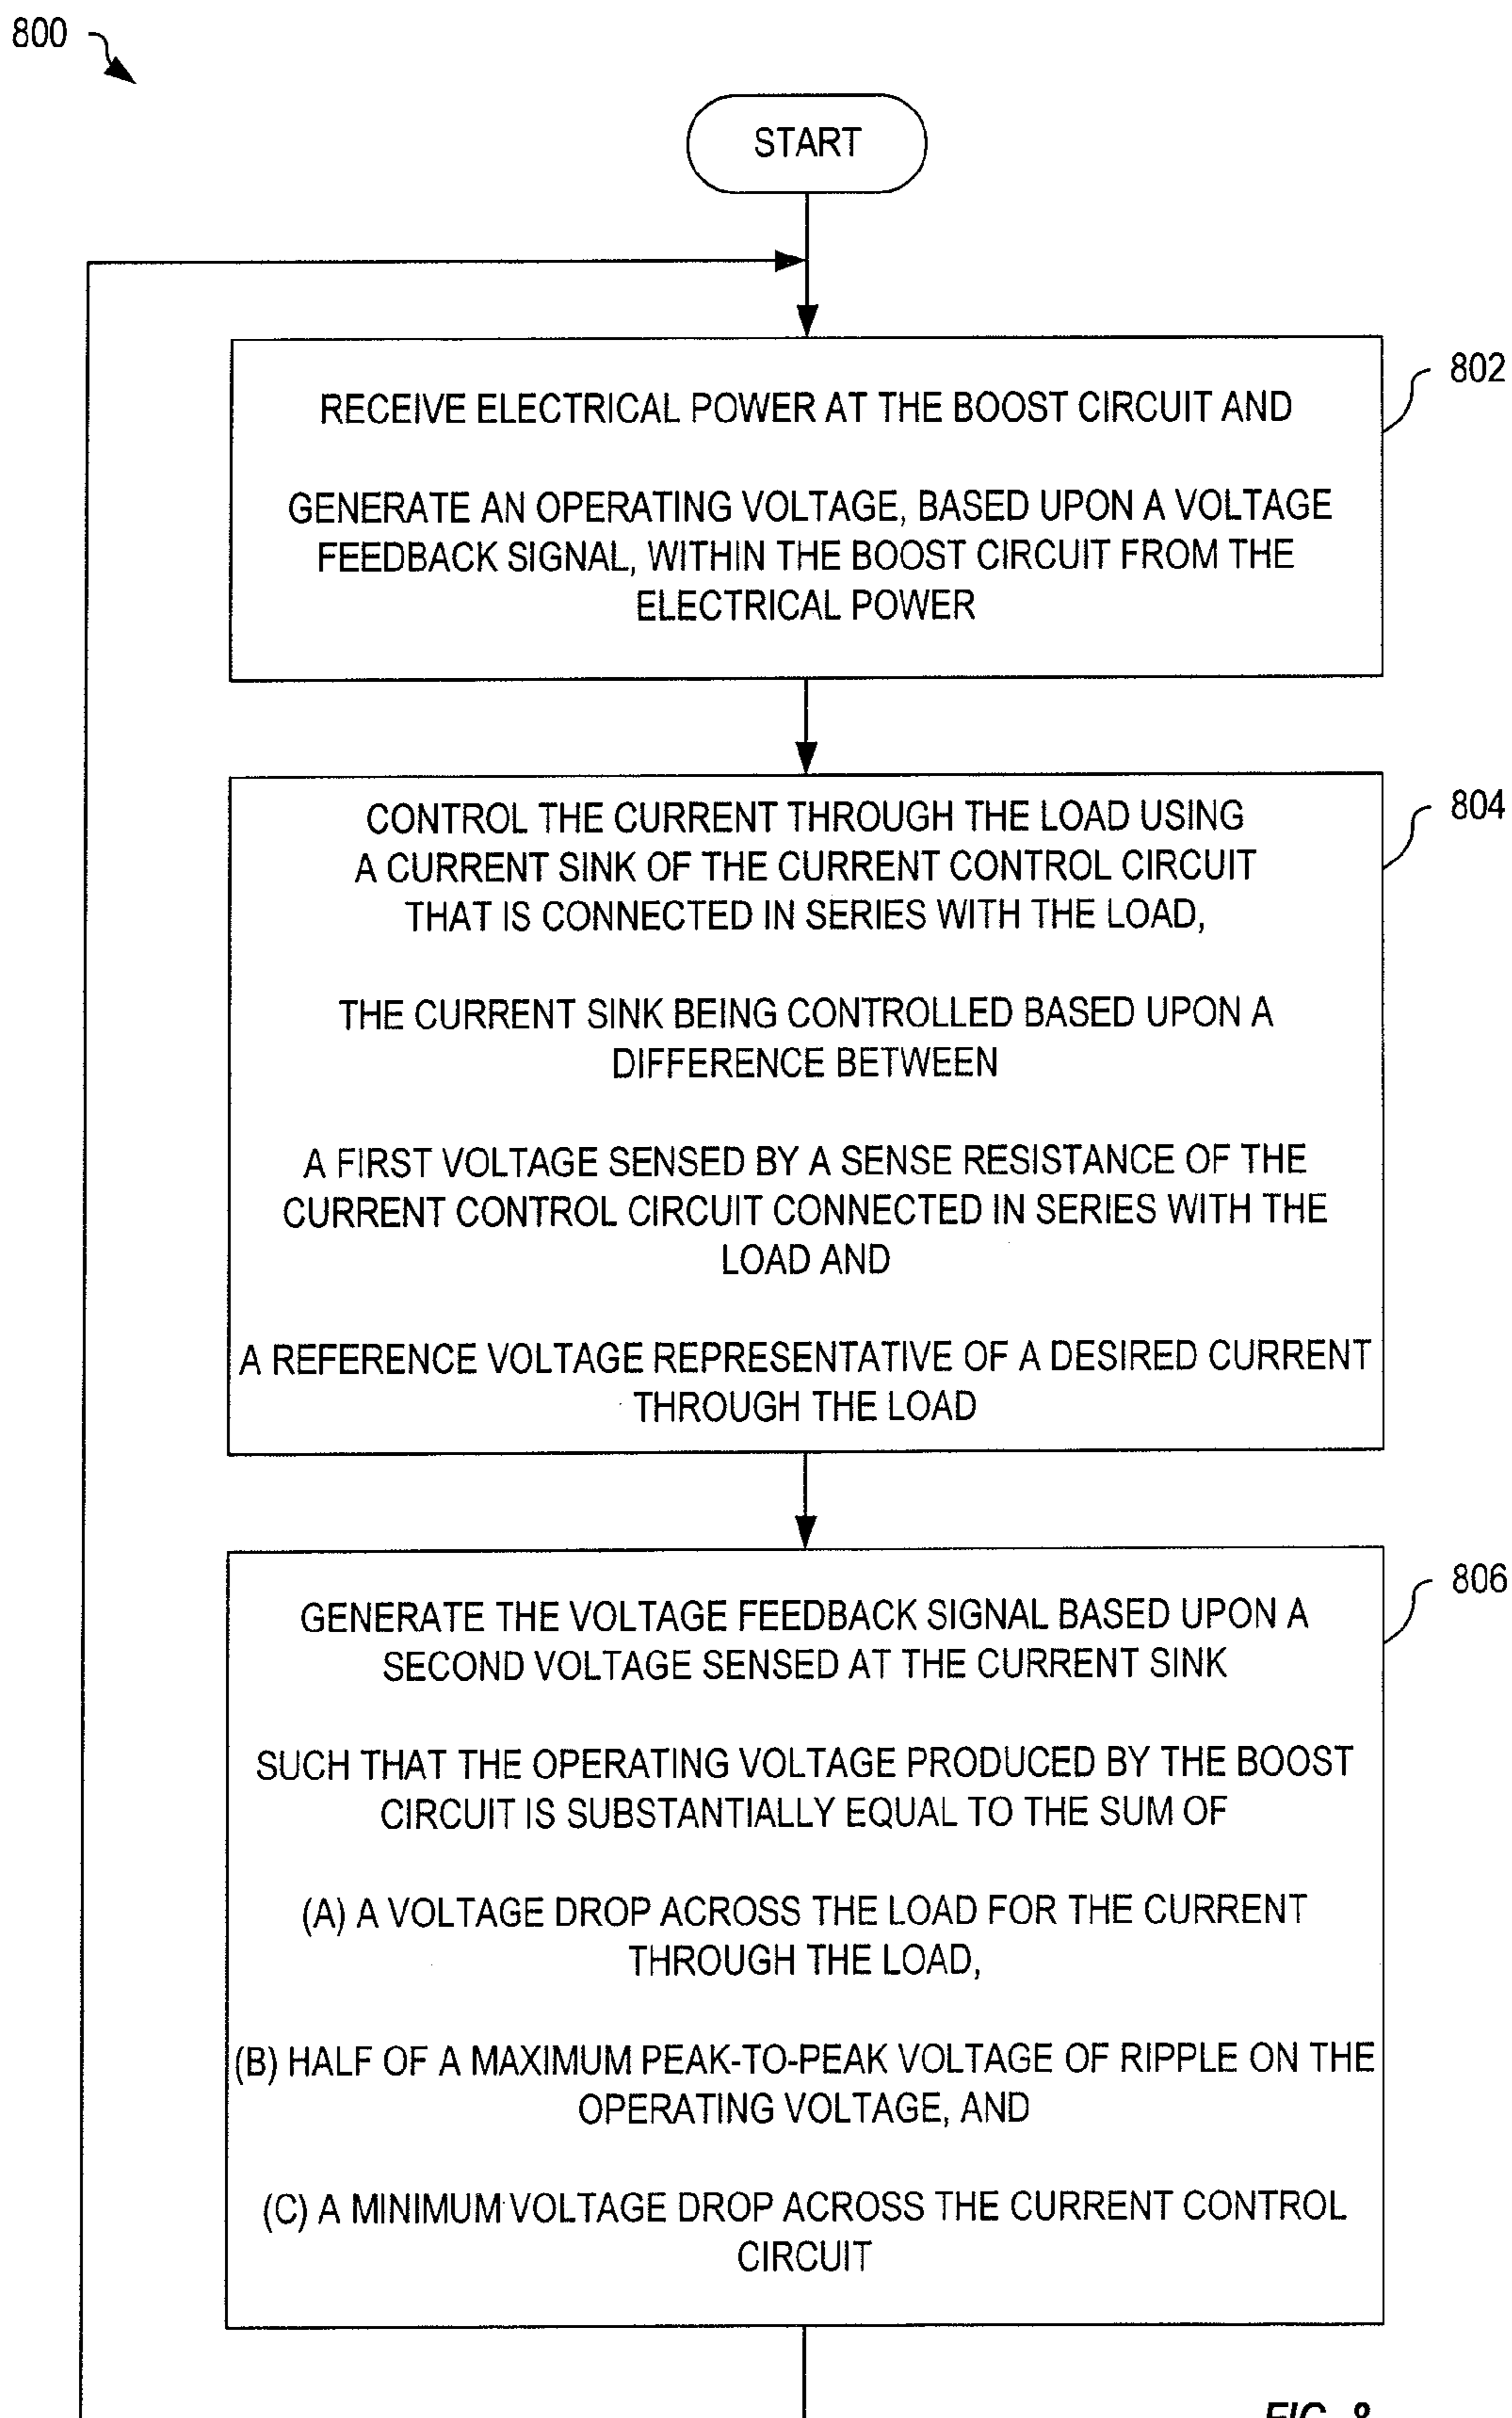 800
START
802
RECEIVE ELECTRICAL POWER AT THE BOOST CIRCUIT AND
GENERATE AN OPERATING VOLTAGE, BASED UPON A VOLTAGE
FEEDBACK SIGNAL, WITHIN THE BOOST CIRCUIT FROM THE
ELECTRICAL POWER
804
CONTROL THE CURRENT THROUGH THE LOAD USING
A CURRENT SINK OF THE CURRENT CONTROL CIRCUIT
THAT IS CONNECTED IN SERIES WITH THE LOAD,
THE CURRENT SINK BEING CONTROLLED BASED UPON A
DIFFERENCE BETWEEN
A FIRST VOLTAGE SENSED BY A SENSE RESISTANCE OF THE
CURRENT CONTROL CIRCUIT CONNECTED IN SERIES WITH THE
LOAD AND
A REFERENCE VOLTAGE REPRESENTATIVE OF A DESIRED CURRENT
THROUGH THE LOAD
806
GENERATE THE VOLTAGE FEEDBACK SIGNAL BASED UPON A
SECOND VOLTAGE SENSED AT THE CURRENT SINK
SUCH THAT THE OPERATING VOLTAGE PRODUCED BY THE BOOST
CIRCUIT IS SUBSTANTIALLY EQUAL TO THE SUM OF
(A) A VOLTAGE DROP ACROSS THE LOAD FOR THE CURRENT
THROUGH THE LOAD,
(B) HALF OF A MAXIMUM PEAK-TO-PEAK VOLTAGE OF RIPPLE ON THE
OPERATING VOLTAGE, AND
(C) A MINIMUM VOLTAGE DROP ACROSS THE CURRENT CONTROL
CIRCUIT
FIG. 8